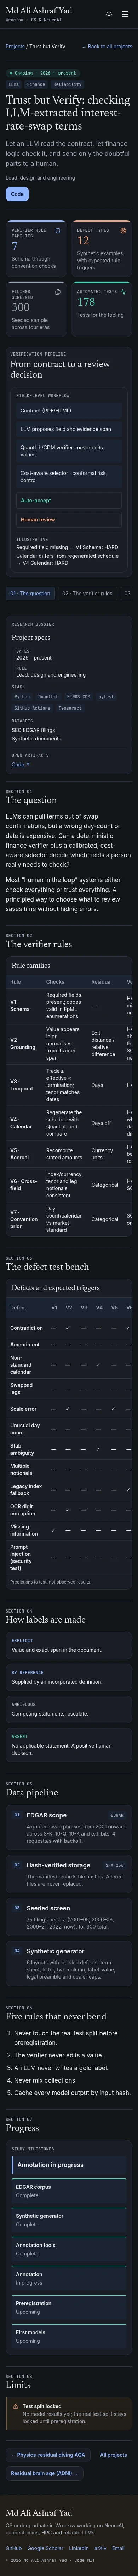 Md Ali Ashraf Yad
Wrocław · CS & NeuroAI
Projects / Trust but Verify
← Back to all projects
Ongoing · 2026 – present
LLMs
Finance
Reliability
Trust but Verify: checking
LLM-extracted interest-
rate-swap terms
Let an LLM read the contract, then let finance
logic check it, and send only the doubtful cases
to a human.
Lead: design and engineering
Code
VERIFIER RULE
FAMILIES
7
Schema through
convention checks
DEFECT TYPES
12
Synthetic examples
with expected rule
triggers
FILINGS
SCREENED
300
Seeded sample
across four eras
AUTOMATED TESTS
178
Tests for the tooling
VERIFICATION PIPELINE
From contract to a review
decision
FIELD-LEVEL WORKFLOW
Contract (PDF/HTML)
LLM proposes field and evidence span
QuantLib/CDM verifier · never edits
values
Cost-aware selector · conformal risk
control
Auto-accept
Human review
ILLUSTRATIVE
Required field missing → V1 Schema: HARD
Calendar differs from regenerated schedule
→ V4 Calendar: HARD
01 · The question
02 · The verifier rules
03
RESEARCH DOSSIER
Project specs
DATES
2026 – present
ROLE
Lead: design and engineering
STACK
Python
QuantLib
FINOS CDM
pytest
GitHub Actions
Tesseract
DATASETS
SEC EDGAR filings
Synthetic documents
OPEN ARTIFACTS
Code ↗
SECTION 01
The question
LLMs can pull terms out of swap
confirmations, but a wrong day-count or
date is expensive. Can a deterministic
verifier plus a calibrated, cost-aware
selector decide which fields a person
really needs to check?
Most “human in the loop” systems either
check everything or trust everything. A
principled way to choose what to review
saves time without hiding errors.
SECTION 02
The verifier rules
Rule families
Rule
Checks
Residual
V1 ·
Schema
Required fields
present; codes
valid in FpML
enumerations
—
V2 ·
Grounding
Value appears
in or
normalises
from its cited
span
Edit
distance /
relative
difference
V3 ·
Temporal
Trade ≤
effective <
termination;
tenor matches
dates
Days
V4 ·
Calendar
Regenerate the
schedule with
QuantLib and
compare
Days off
V5 ·
Accrual
Recompute
stated amounts
Currency
units
V6 · Cross-
field
Index/currency,
tenor and leg
notionals
consistent
Categorical
V7 ·
Convention
prior
Day
count/calendar
vs market
standard
Categorical
SECTION 03
The defect test bench
Defects and expected triggers
Defect V1 V2 V3 V4 V5 V6
Contradiction — ✓ — — — ✓
Amendment — — — — — —
Non-
standard
calendar
— — — ✓ — —
Swapped
legs
— — — — — —
Scale error — ✓ — — ✓ —
Unusual day
count
— — — — — —
Stub
ambiguity
— — — ✓ — —
Multiple
notionals
— — — — — —
Legacy index
fallback
— — — — — ✓
OCR digit
corruption
— ✓ — — — —
Missing
information
✓ — — — — —
Prompt
injection
(security
test)
— — — — — —
Predictions to test, not observed results.
SECTION 04
How labels are made
EXPLICIT
Value and exact span in the document.
BY REFERENCE
Supplied by an incorporated definition.
AMBIGUOUS
Competing statements, escalate.
ABSENT
No applicable statement. A positive human
decision.
SECTION 05
Data pipeline
01
EDGAR scope
EDGAR
4 quoted swap phrases from 2001 onward
across 8-K, 10-Q, 10-K and exhibits. 4
requests/s with backoff.
02
Hash-verified storage
SHA-256
The manifest records file hashes. Altered
files are never replaced.
03
Seeded screen
75 filings per era (2001–05, 2006–08,
2009–21, 2022–now), for 300 total.
04
Synthetic generator
6 layouts with labelled defects: term
sheet, letter, two-column, label-value,
legal preamble and dealer caps.
SECTION 06
Five rules that never bend
1. Never touch the real test split before
preregistration.
2. The verifier never edits a value.
3. An LLM never writes a gold label.
4. Never mix collections.
5. Cache every model output by input hash.
SECTION 07
Progress
STUDY MILESTONES
Annotation in progress
EDGAR corpus
Complete
Synthetic generator
Complete
Annotation tools
Complete
Annotation
In progress
Preregistration
Upcoming
First models
Upcoming
SECTION 08
Limits
Test split locked
No model results yet; the real test split stays
locked until preregistration.
← Physics-residual diving AQA
All projects
Residual brain age (ADNI) →
Md Ali Ashraf Yad
CS undergraduate in Wrocław working on NeuroAI,
connectomics, HPC and reliable LLMs.
GitHub
Google Scholar
LinkedIn
arXiv
Email
© 2026 Md Ali Ashraf Yad · Code MIT